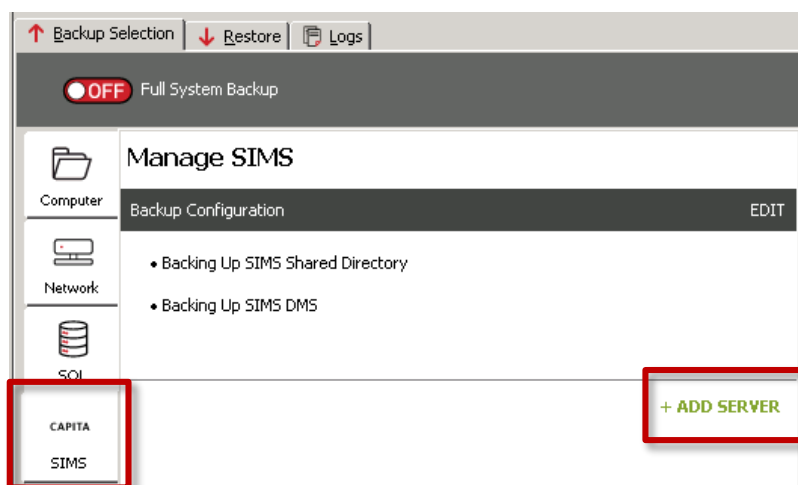 Backup Selection Restore Logs
OFF Full System Backup
Manage SIMS
Computer
Backup Configuration EDIT
• Backing Up SIMS Shared Directory
Network
• Backing Up SIMS DMS
SQL
+ ADD SERVER
CAPITA
SIMS